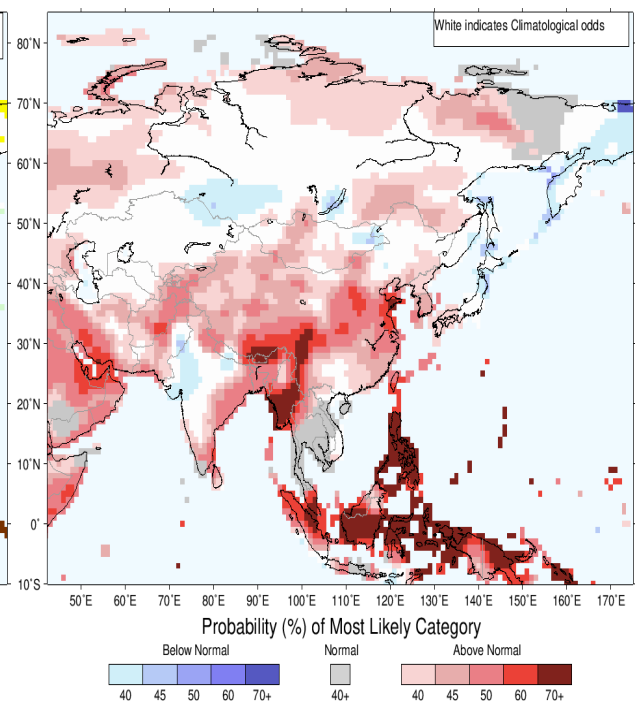 White indicates Climatological odds
80°N
70°N
60°N
50°N
40°N
30°N
20°N
10°N
0°
10°S
50°E 60°E 70°E 80°E 90°E 100°E 110°E 120°E 130°E 140°E 150°E 160°E 170°E
Probability (%) of Most Likely Category
Below Normal Normal Above Normal
40 45 50 60 70+ 40+ 40 45 50 60 70+